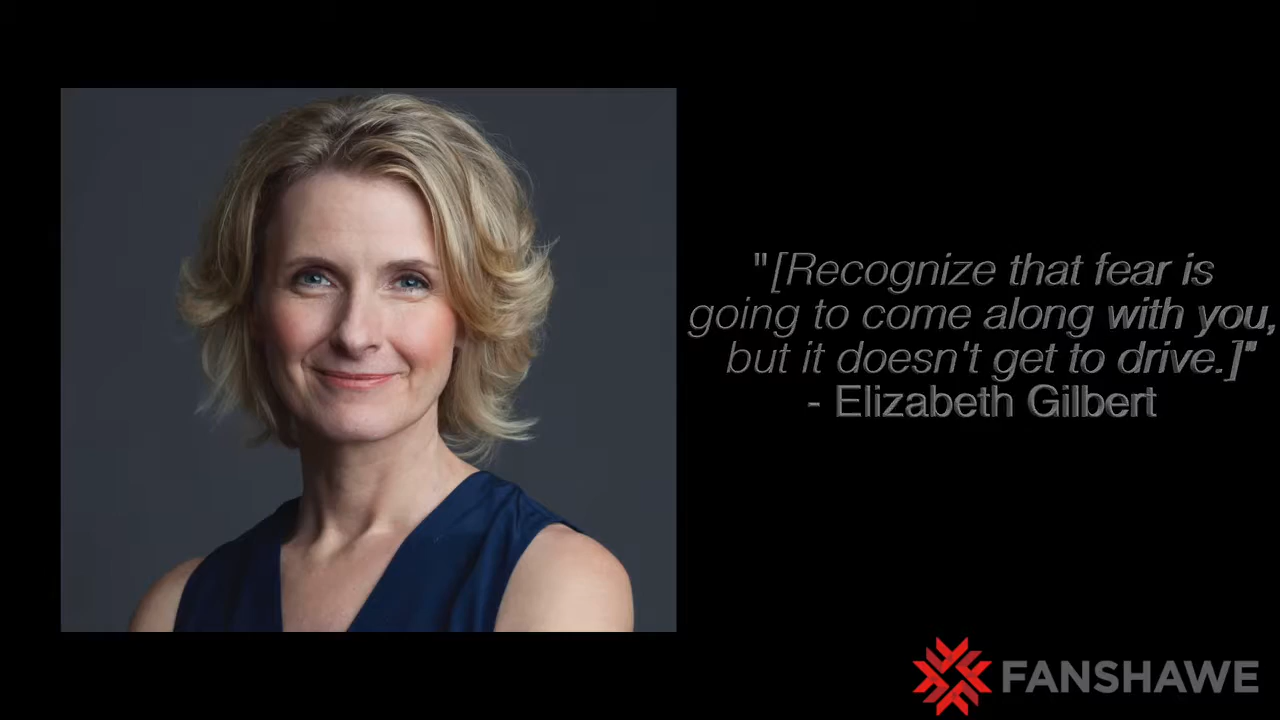 "[Recognize that fear is
going to come along with you,
but it doesn't get to drive.]"
- Elizabeth Gilbert
FANSHAWE